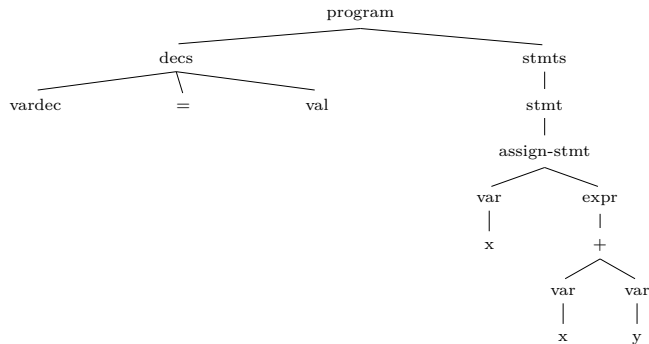 program
decs stmts
vardec = val stmt
assign-stmt
var expr
x +
var var
x y